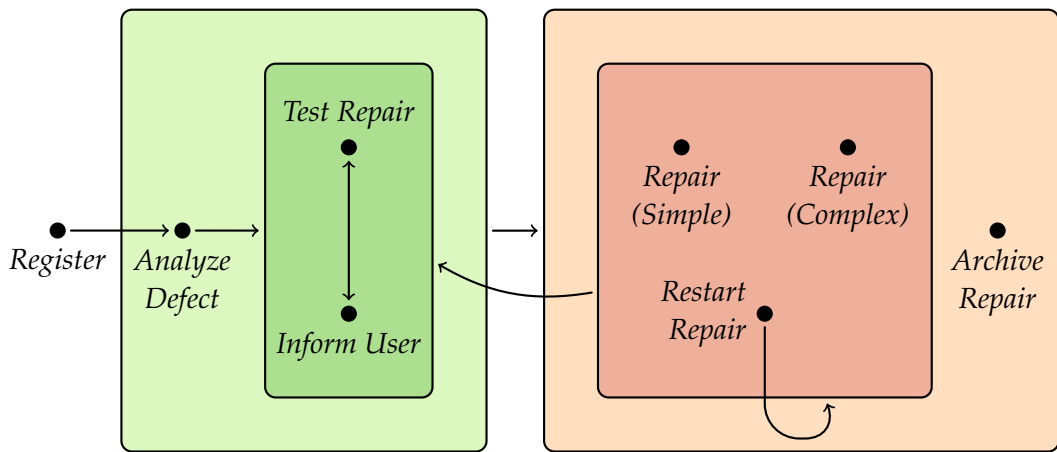 Register
Analyze
Defect
Test Repair
Inform User
Repair
(Simple)
Repair
(Complex)
Restart
Repair
Archive
Repair